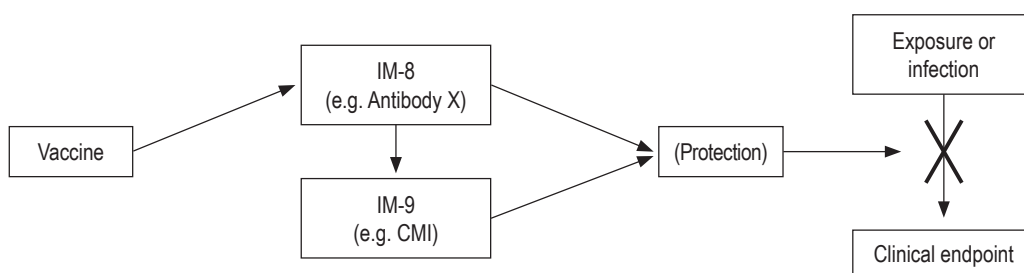 Vaccine
IM-8
(e.g. Antibody X)
IM-9
(e.g. CMI)
(Protection)
Exposure or
infection
Clinical endpoint